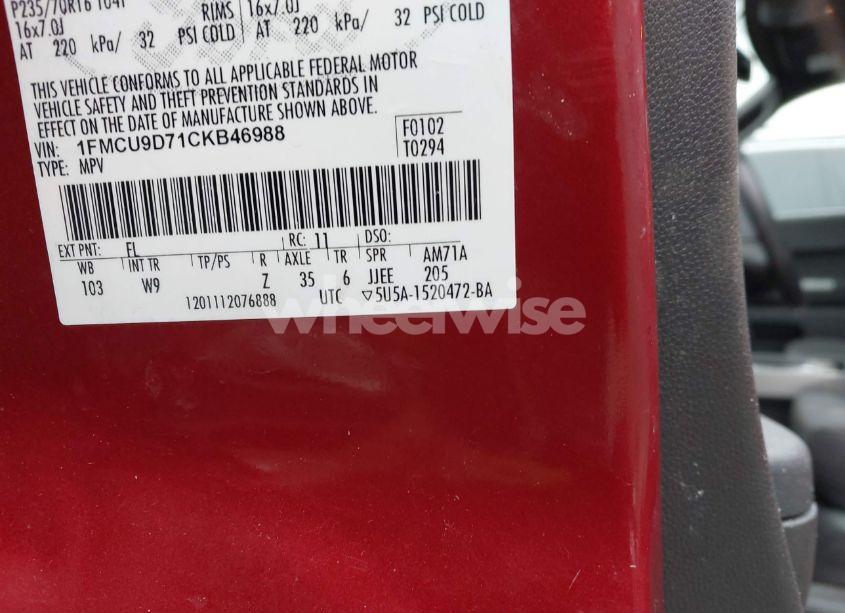 P235/70R16 104T
16x7.0J RIMS 16x7.0J
AT 220 kPa/ 32 PSI COLD AT 220 kPa/ 32 PSI COLD
THIS VEHICLE CONFORMS TO ALL APPLICABLE FEDERAL MOTOR
VEHICLE SAFETY AND THEFT PREVENTION STANDARDS IN
EFFECT ON THE DATE OF MANUFACTURE SHOWN ABOVE.
VIN: 1FMCU9D71CKB46988 F0102
TYPE: MPV T0294
EXT PNT: FL RC: 11 DSO:
WB INT TR TP/PS R AXLE TR SPR AM71A
103 W9 Z 35 6 JJEE 205
1201112076888 UTC ▽5U5A-1520472-BA
wheelwise